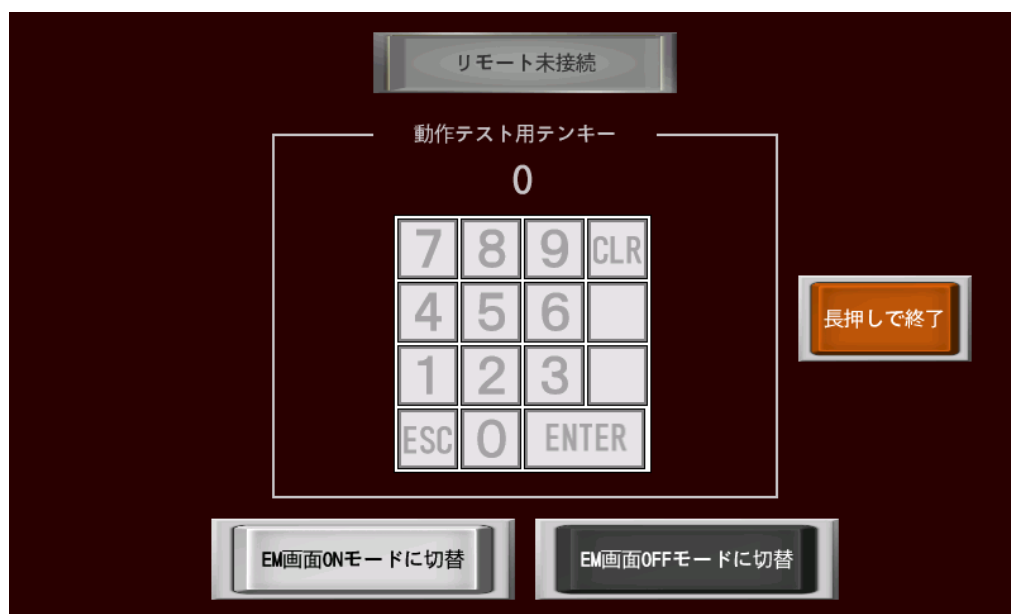 リモート未接続
動作テスト用テンキー
0
7 8 9 CLR
4 5 6
1 2 3
ESC 0 ENTER
長押しで終了
EM画面ONモードに切替
EM画面OFFモードに切替